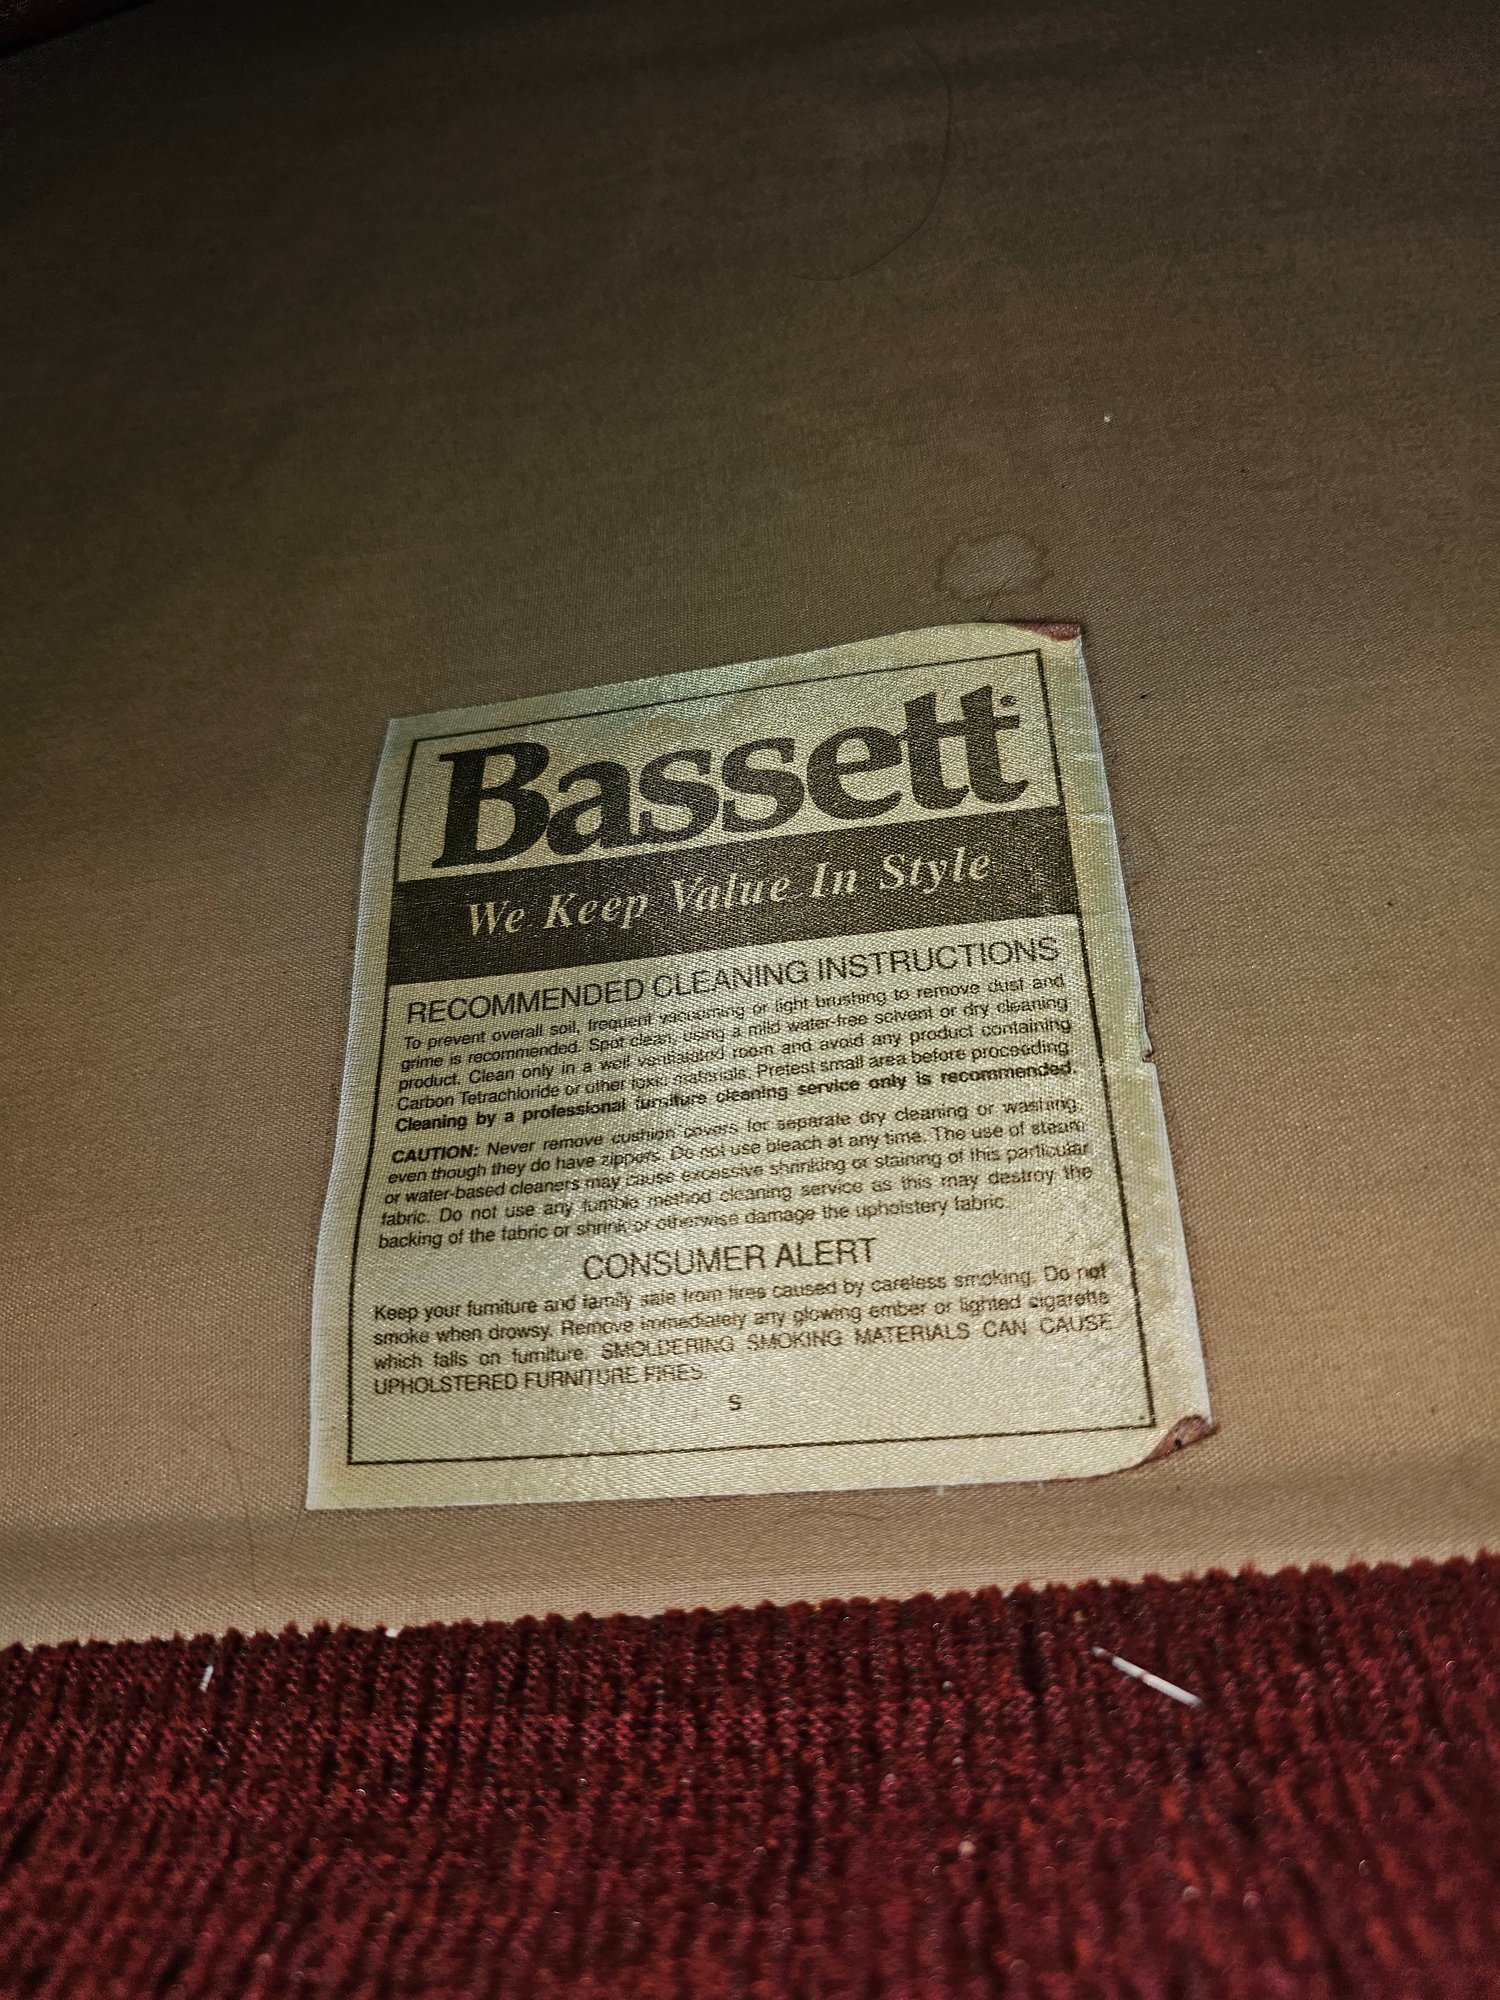 Bassett®
We Keep Value In Style
RECOMMENDED CLEANING INSTRUCTIONS
To prevent overall soil, frequent vacuuming or light brushing to remove dust and
grime is recommended. Spot clean, using a mild water-free solvent or dry cleaning
product. Clean only in a well ventilated room and avoid any product containing
Carbon Tetrachloride or other toxic materials. Pretest small area before proceeding.
Cleaning by a professional furniture cleaning service only is recommended.
CAUTION: Never remove cushion covers for separate dry cleaning or washing,
even though they do have zippers. Do not use bleach at any time. The use of steam
or water-based cleaners may cause excessive shrinking or staining of this particular
fabric. Do not use any tumble method cleaning service as this may destroy the
backing of the fabric or shrink or otherwise damage the upholstery fabric.
CONSUMER ALERT
Keep your furniture and family safe from fires caused by careless smoking. Do not
smoke when drowsy. Remove immediately any glowing ember or lighted cigarette
which falls on furniture. SMOLDERING SMOKING MATERIALS CAN CAUSE
UPHOLSTERED FURNITURE FIRES.
S